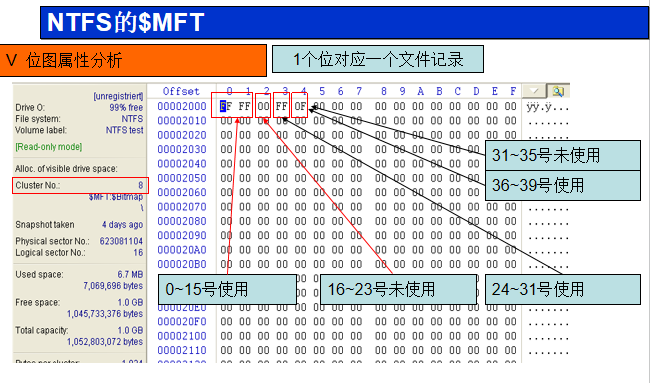 NTFS的$MFT
V 位图属性分析
1个位对应一个文件记录
[unregistriert]
Drive O: 99% free
File system: NTFS
Volume label: NTFS test
[Read-only mode]
Alloc. of visible drive space:
Cluster No.: 8
$MFT:$Bitmap
\
Snapshot taken 4 days ago
Physical sector No.: 623081104
Logical sector No.: 16
Used space: 6.7 MB
7,069,696 bytes
Free space: 1.0 GB
1,045,733,376 bytes
Total capacity: 1.0 GB
1,052,803,072 bytes
Bytes per cluster: 1,024
Offset 0 1 2 3 4 5 6 7 8 9 A B C D E F
00002000 FF FF 00 FF 0F 00 00 00 00 00 00 00 00 00 00 00 ÿÿ.ÿ...
00002010 00 00 00 00 00 00 00 00 00 00 00 00 00 00 00 00 .......
00002020 00 00 00 00 00 00 00 00 00 00 00 00 00 00 00 .......
00002030 00 00 00 00 00 00 00 00 00 00 00 00 00 00 00 .......
00002040 00 00 00 00 00 00 00 00 00 00 00 00 .......
31~35号未使用
00002050 00 00 00 00 00 00 00 00 00 00 00 00 .......
00002060 00 00 00 00 00 00 00 00 00 00 00 00 .......
36~39号使用
00002070 00 00 00 00 00 00 00 00 00 00 00 00 .......
00002080 00 00 00 00 00 00 00 00 00 00 00 00 00 00 00 00 .......
00002090 00 00 00 00 00 00 00 00 00 00 00 00 00 00 00 00 .......
000020A0 00 00 00 00 00 00 00 00 00 00 00 00 00 00 00 00 .......
000020B0 00 00 00 00 00 00 00 00 00 00 00 00 00 00 00 00 .......
0~15号使用
16~23号未使用
24~31号使用
000020E0 00 00 00 00 00 00 00 00 00 00 00 00 00 00 00 00 .......
000020F0 00 00 00 00 00 00 00 00 00 00 00 00 00 00 00 00 .......
00002100 00 00 00 00 00 00 00 00 00 00 00 00 00 00 00 00 .......
00002110 00 00 00 00 00 00 00 00 00 00 00 00 00 00 00 00 .......